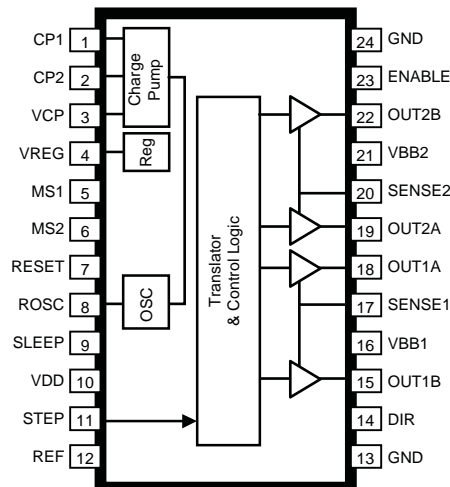 CP1 1
CP2 2
VCP 3
VREG 4
MS1 5
MS2 6
RESET 7
ROSC 8
SLEEP 9
VDD 10
STEP 11
REF 12
Charge
Pump
Reg
OSC
Translator
& Control Logic
24 GND
23 ENABLE
22 OUT2B
21 VBB2
20 SENSE2
19 OUT2A
18 OUT1A
17 SENSE1
16 VBB1
15 OUT1B
14 DIR
13 GND